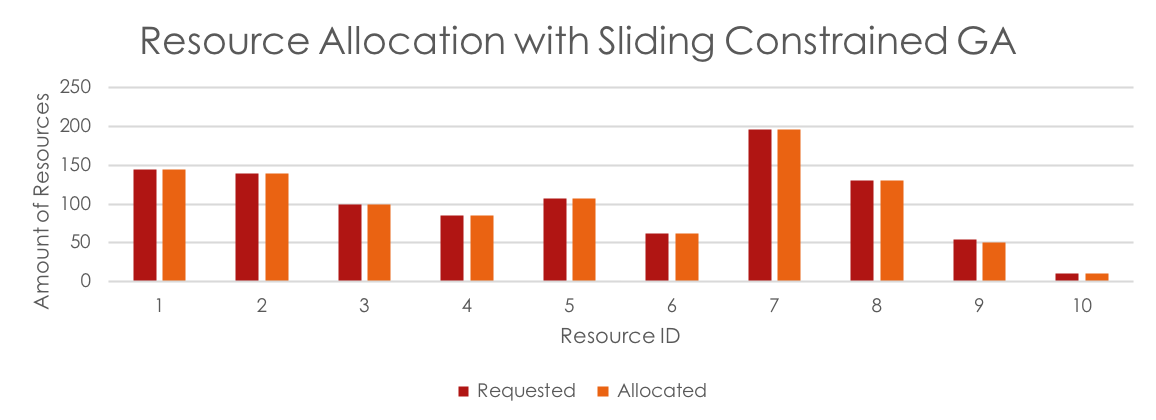 Resource Allocation with Sliding Constrained GA
Amount of Resources
250
200
150
100
50
0
1 2 3 4 5 6 7 8 9 10
Resource ID
Requested Allocated